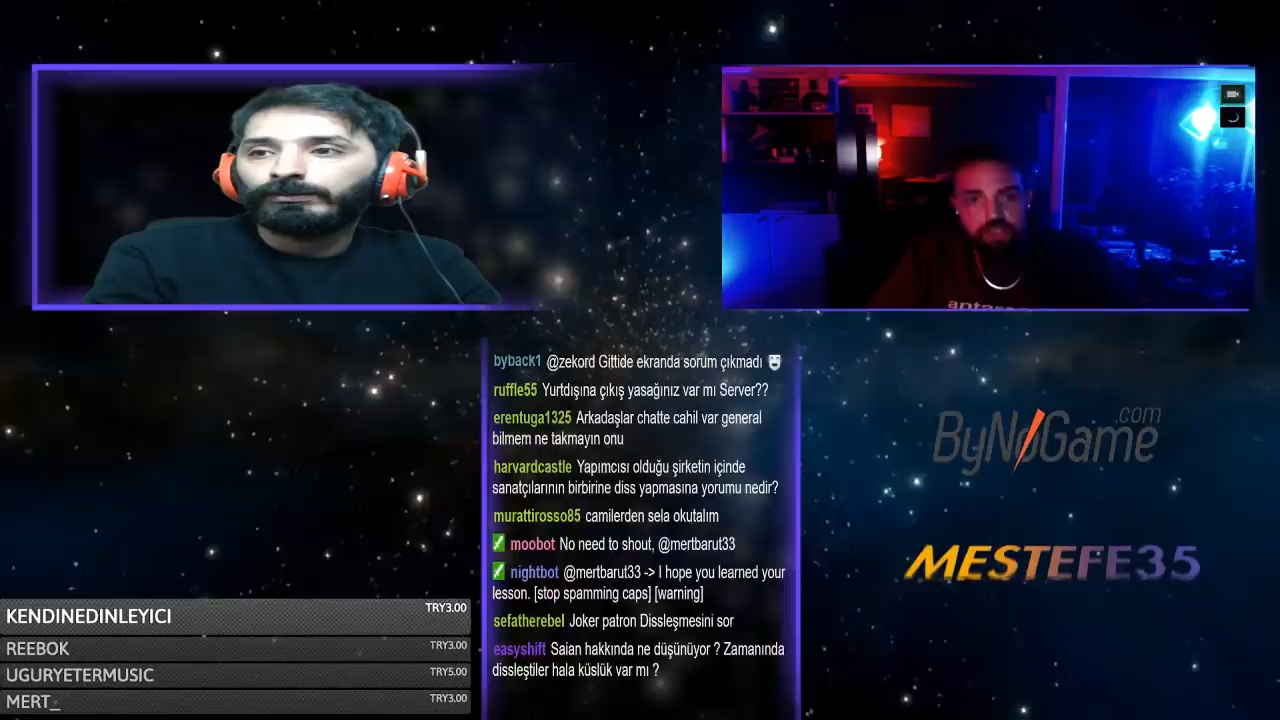 byback1 @zekord Gittide ekranda sorum çıkmadı
ruffle55 Yurtdışına çıkış yasağınız var mı Server??
erentuga1325 Arkadaşlar chatte cahil var general
bilmem ne takmayın onu
harvardcastle Yapımcısı olduğu şirketin içinde
sanatçılarının birbirine diss yapmasına yorumu nedir?
murattirosso85 camilerden sela okutalım
moobot No need to shout, @mertbarut33
nightbot @mertbarut33 -> I hope you learned your
lesson. [stop spamming caps] [warning]
sefatherebel Joker patron Dissleşmesini sor
easyshift Saian hakkında ne düşünüyor ? Zamanında
dissleştiler hala küslük var mı ?
ByNoGame.com
MESTEFE35
KENDINEDINLEYICI TRY3.00
REEBOK TRY3.00
UGURYETERMUSIC TRY5.00
MERT_ TRY3.00